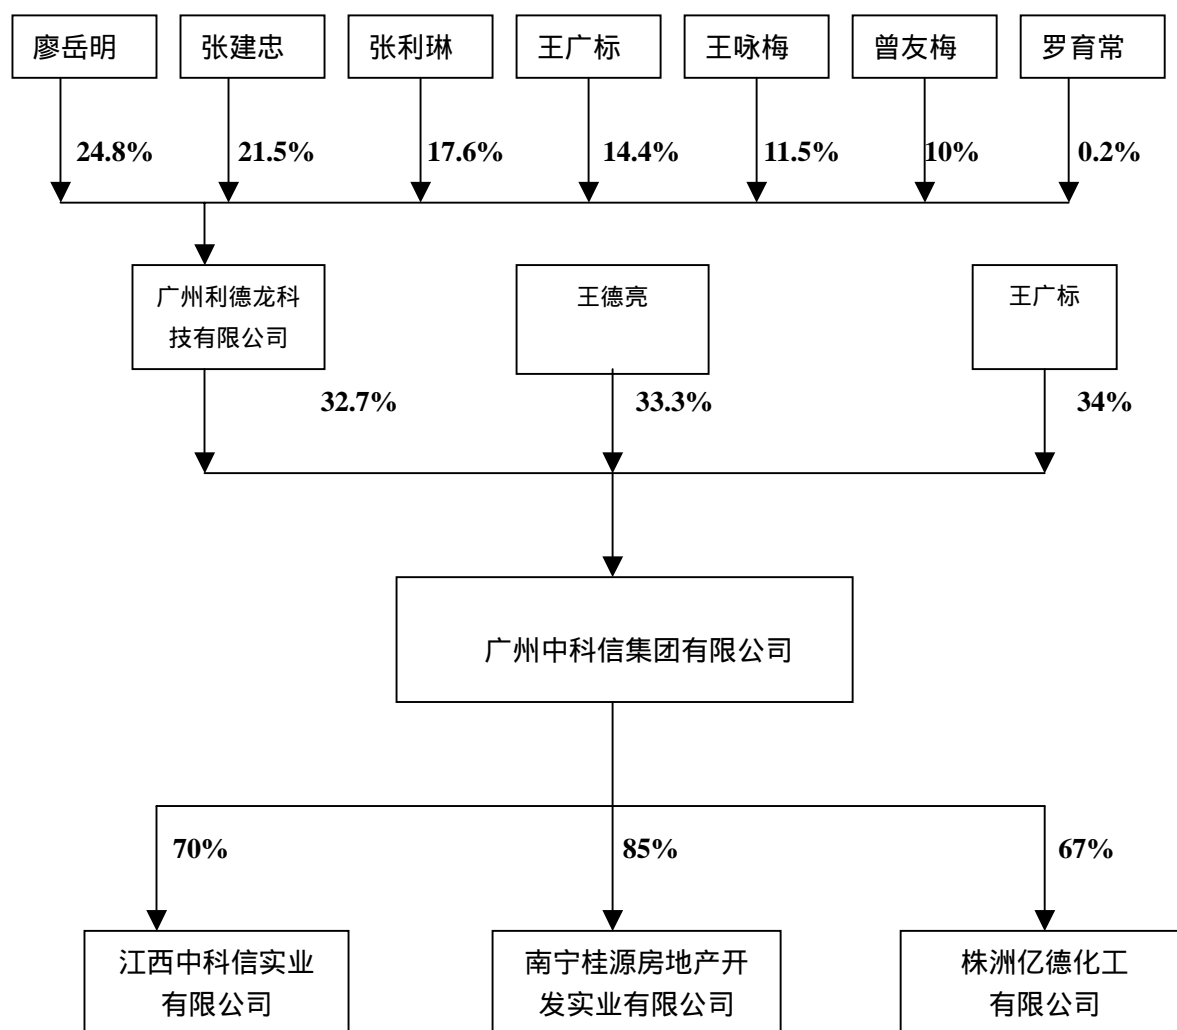 廖岳明
张建忠
张利琳
王广标
王咏梅
曾友梅
罗育常
24.8%
21.5%
17.6%
14.4%
11.5%
10%
0.2%
广州利德龙科
技有限公司
王德亮
王广标
32.7%
33.3%
34%
广州中科信集团有限公司
70%
85%
67%
江西中科信实业
有限公司
南宁桂源房地产开
发实业有限公司
株洲亿德化工
有限公司